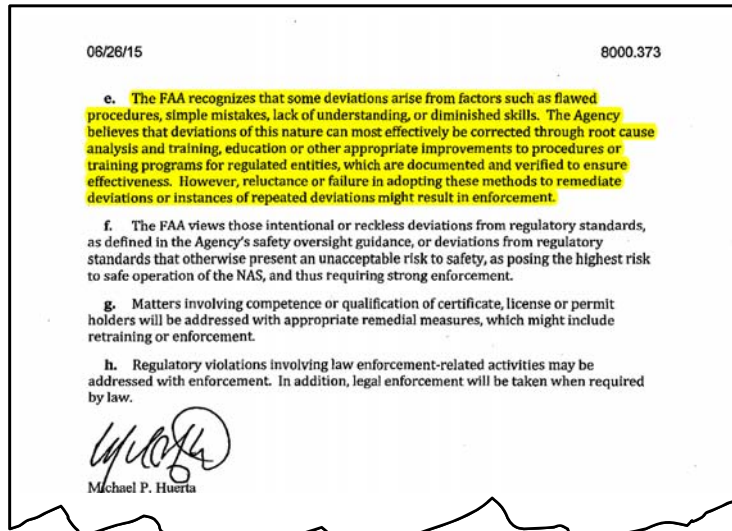 06/26/15 8000.373
e. The FAA recognizes that some deviations arise from factors such as flawed
procedures, simple mistakes, lack of understanding, or diminished skills. The Agency
believes that deviations of this nature can most effectively be corrected through root cause
analysis and training, education or other appropriate improvements to procedures or
training programs for regulated entities, which are documented and verified to ensure
effectiveness. However, reluctance or failure in adopting these methods to remediate
deviations or instances of repeated deviations might result in enforcement.
f. The FAA views those intentional or reckless deviations from regulatory standards,
as defined in the Agency's safety oversight guidance, or deviations from regulatory
standards that otherwise present an unacceptable risk to safety, as posing the highest risk
to safe operation of the NAS, and thus requiring strong enforcement.
g. Matters involving competence or qualification of certificate, license or permit
holders will be addressed with appropriate remedial measures, which might include
retraining or enforcement.
h. Regulatory violations involving law enforcement-related activities may be
addressed with enforcement. In addition, legal enforcement will be taken when required
by law.
Michael P. Huerta